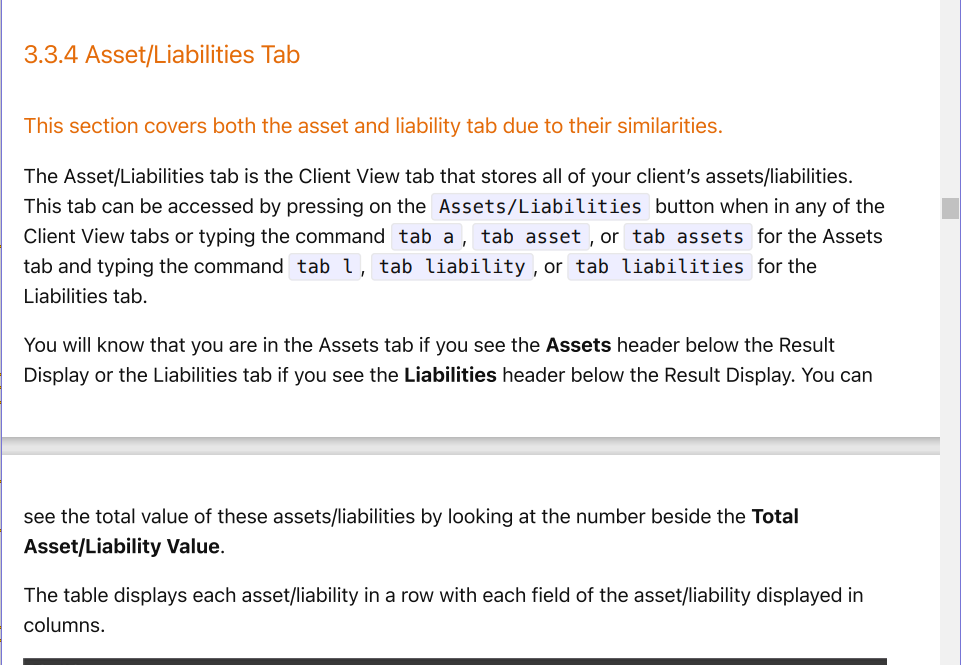 3.3.4 Asset/Liabilities Tab
This section covers both the asset and liability tab due to their similarities.
The Asset/Liabilities tab is the Client View tab that stores all of your client’s assets/liabilities.
This tab can be accessed by pressing on the Assets/Liabilities button when in any of the
Client View tabs or typing the command tab a, tab asset, or tab assets for the Assets
tab and typing the command tab l, tab liability, or tab liabilities for the
Liabilities tab.
You will know that you are in the Assets tab if you see the Assets header below the Result
Display or the Liabilities tab if you see the Liabilities header below the Result Display. You can
see the total value of these assets/liabilities by looking at the number beside the Total
Asset/Liability Value.
The table displays each asset/liability in a row with each field of the asset/liability displayed in
columns.